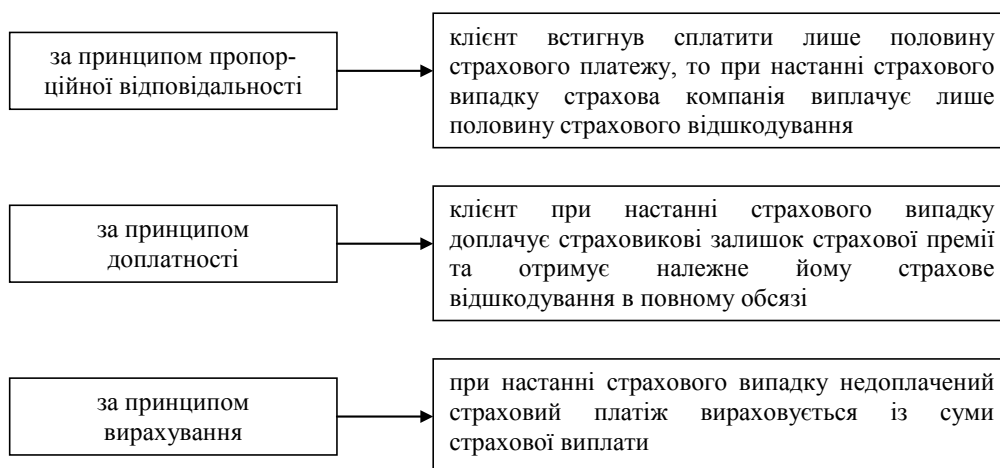 за принципом пропор-
ційної відповідальності
клієнт встигнув сплатити лише половину
страхового платежу, то при настанні страхового
випадку страхова компанія виплачує лише
половину страхового відшкодування
за принципом
доплатності
клієнт при настанні страхового випадку
доплачує страховикові залишок страхової премії
та отримує належне йому страхове
відшкодування в повному обсязі
за принципом
вирахування
при настанні страхового випадку недоплачений
страховий платіж вираховується із суми
страхової виплати